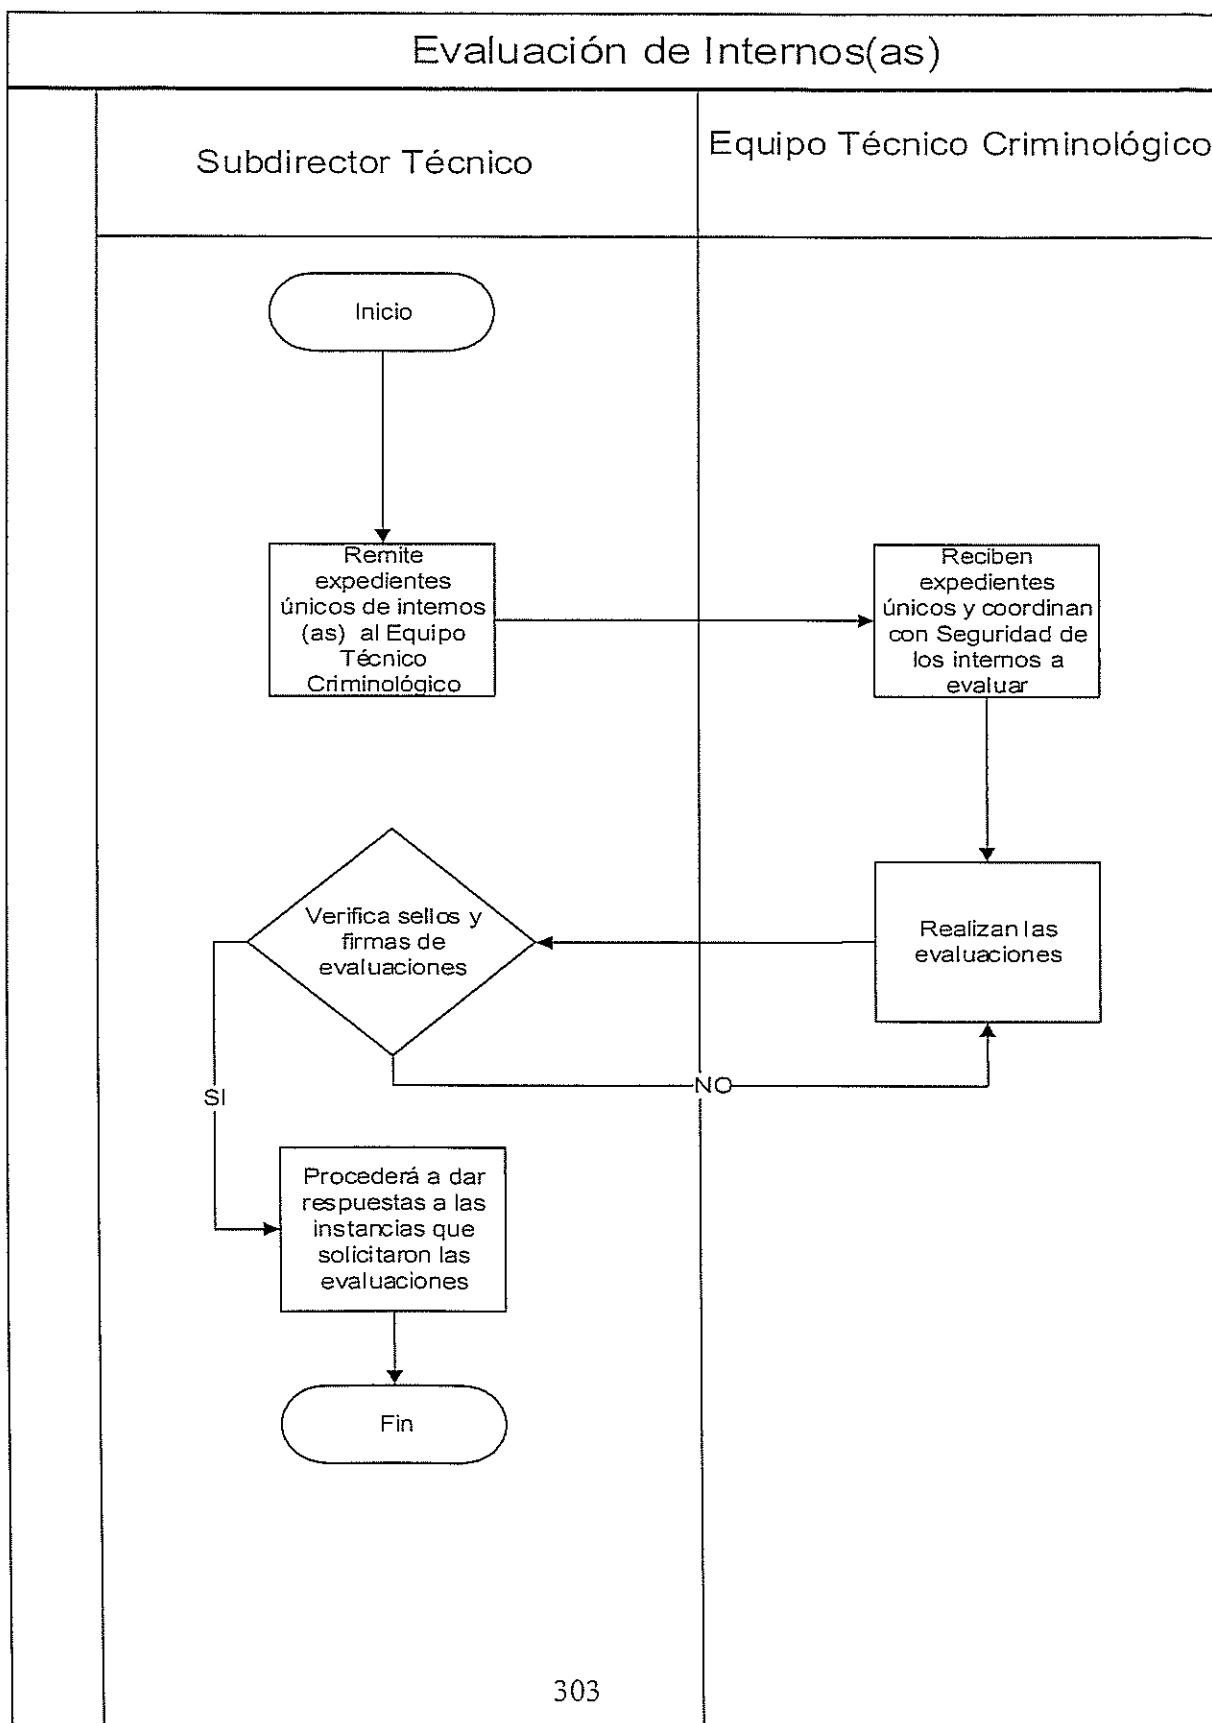 Evaluación de Internos(as)
Subdirector Técnico
Equipo Técnico Criminológico
Inicio
Remite
expedientes
únicos de internos
(as) al Equipo
Técnico
Criminológico
Reciben
expedientes
únicos y coordinan
con Seguridad de
los internos a
evaluar
Verifica sellos y
firmas de
evaluaciones
Realizan las
evaluaciones
SI
NO
Procederá a dar
respuestas a las
instancias que
solicitaron las
evaluaciones
Fin
303